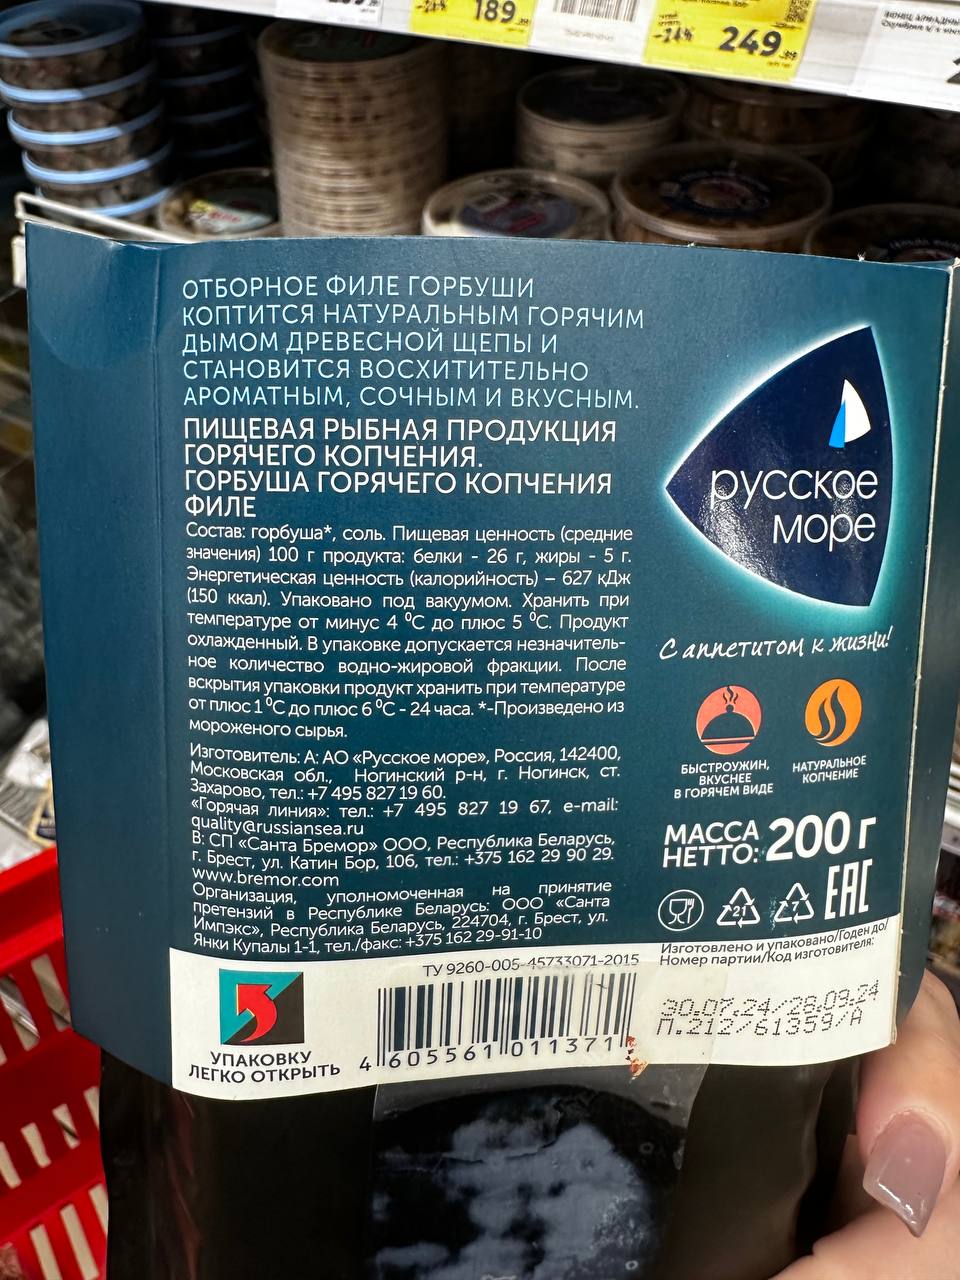 189
-24%
249
ОТБОРНОЕ ФИЛЕ ГОРБУШИ
КОПТИТСЯ НАТУРАЛЬНЫМ ГОРЯЧИМ
ДЫМОМ ДРЕВЕСНОЙ ЩЕПЫ И
СТАНОВИТСЯ ВОСХИТИТЕЛЬНО
АРОМАТНЫМ, СОЧНЫМ И ВКУСНЫМ.
ПИЩЕВАЯ РЫБНАЯ ПРОДУКЦИЯ
ГОРЯЧЕГО КОПЧЕНИЯ.
ГОРБУША ГОРЯЧЕГО КОПЧЕНИЯ
ФИЛЕ
Состав: горбуша*, соль. Пищевая ценность (средние
значения) 100 г продукта: белки - 26 г, жиры - 5 г.
Энергетическая ценность (калорийность) – 627 кДж
(150 ккал). Упаковано под вакуумом. Хранить при
температуре от минус 4 ⁰С до плюс 5 ⁰С. Продукт
охлажденный. В упаковке допускается незначитель-
ное количество водно-жировой фракции. После
вскрытия упаковки продукт хранить при температуре
от плюс 1 ⁰С до плюс 6 ⁰С - 24 часа. *-Произведено из
мороженого сырья.
Изготовитель: А: АО «Русское море», Россия, 142400,
Московская обл., Ногинский р-н, г. Ногинск, ст.
Захарово, тел.: +7 495 827 19 60.
«Горячая линия»: тел.: +7 495 827 19 67, e-mail:
quality@russiansea.ru
В: СП «Санта Бремор» ООО, Республика Беларусь,
г. Брест, ул. Катин Бор, 106, тел.: +375 162 29 90 29.
www.bremor.com
Организация, уполномоченная на принятие
претензий в Республике Беларусь: ООО «Санта
Импэкс», Республика Беларусь, 224704, г. Брест, ул.
Янки Купалы 1-1, тел./факс: +375 162 29-91-10
русское
море
С аппетитом к жизни!
БЫСТРОУЖИН,
ВКУСНЕЕ
В ГОРЯЧЕМ ВИДЕ
НАТУРАЛЬНОЕ
КОПЧЕНИЕ
МАССА
НЕТТО: 200 г
21
7
EAC
Изготовлено и упаковано/Годен до/
Номер партии/Код изготовителя:
30.07.24/28.09.24
П.212/61359/А
ТУ 9260-005-45733071-2015
4 605561 011371
УПАКОВКУ
ЛЕГКО ОТКРЫТЬ